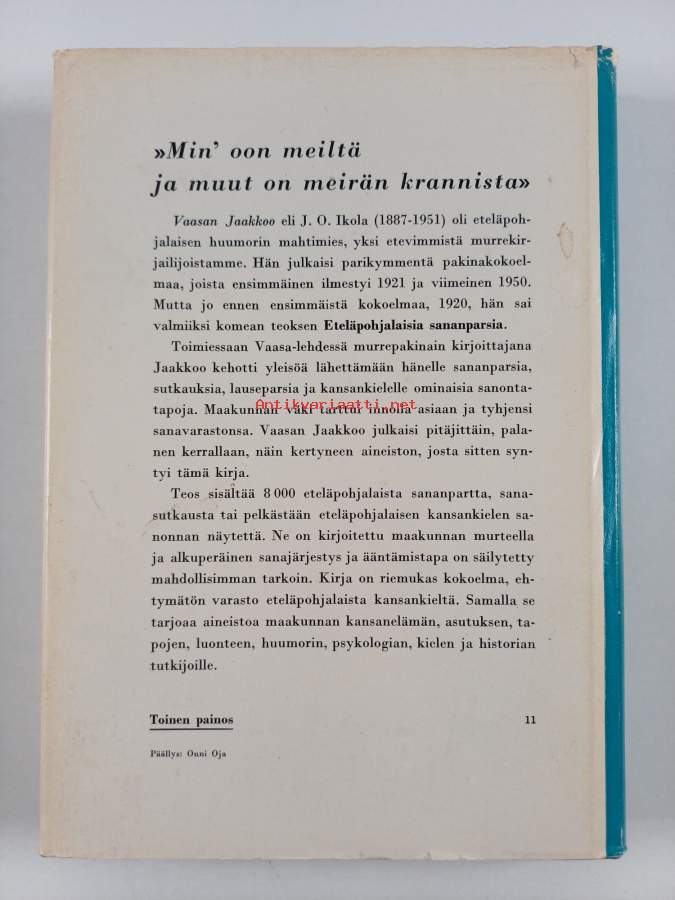 »Min' oon meiltä
ja muut on meirän krannista»
Vaasan Jaakkoo eli J. O. Ikola (1887-1951) oli eteläpoh-
jalaisen huumorin mahtimies, yksi etevimmistä murrekir-
jailijoistamme. Hän julkaisi parikymmentä pakinakokoel-
maa, joista ensimmäinen ilmestyi 1921 ja viimeinen 1950.
Mutta jo ennen ensimmäistä kokoelmaa, 1920, hän sai
valmiiksi komean teoksen Eteläpohjalaisia sananparsia.
Toimiessaan Vaasa-lehdessä murrepakinain kirjoittajana
Jaakkoo kehotti yleisöä lähettämään hänelle sananparsia,
sutkauksia, lauseparsia ja kansankielelle ominaisia sanonta-
tapoja. Maakunnan väki tarttui innolla asiaan ja tyhjensi
Antikvariaatti.net
sanavarastonsa. Vaasan Jaakkoo julkaisi pitäjittäin, pala-
nen kerrallaan, näin kertyneen aineiston, josta sitten syn-
tyi tämä kirja.
Teos sisältää 8 000 eteläpohjalaista sananpartta, sana-
sutkausta tai pelkästään eteläpohjalaisen kansankielen sa-
nonnan näytettä. Ne on kirjoitettu maakunnan murteella
ja alkuperäinen sanajärjestys ja ääntämistapa on säilytetty
mahdollisimman tarkoin. Kirja on riemukas kokoelma, eh-
tymätön varasto eteläpohjalaista kansankieltä. Samalla se
tarjoaa aineistoa maakunnan kansanelämän, asutuksen, ta-
pojen, luonteen, huumorin, psykologian, kielen ja historian
tutkijoille.
Toinen painos 11
Päällys: Onni Oja